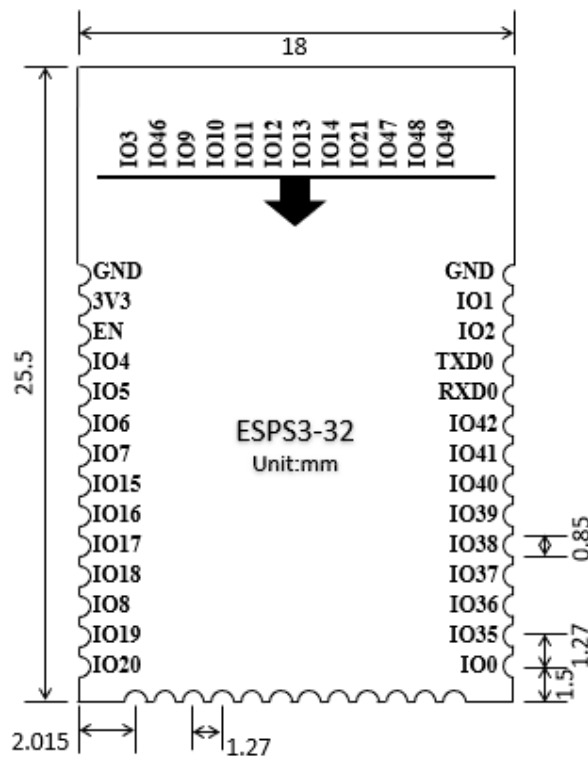 18
IO3 IO46 IO9 IO10 IO11 IO12 IO13 IO14 IO21 IO47 IO48 IO49
GND GND
3V3 IO1
EN IO2
IO4 TXD0
25.5
IO5 RXD0
IO6 IO42
ESPS3-32
IO7 IO41
Unit:mm
IO15 IO40
IO16 IO39
IO17 IO38 0.85
IO18 IO37
IO8 IO36
IO19 IO35 1.27
IO20 IO0 1.5
2.015 1.27